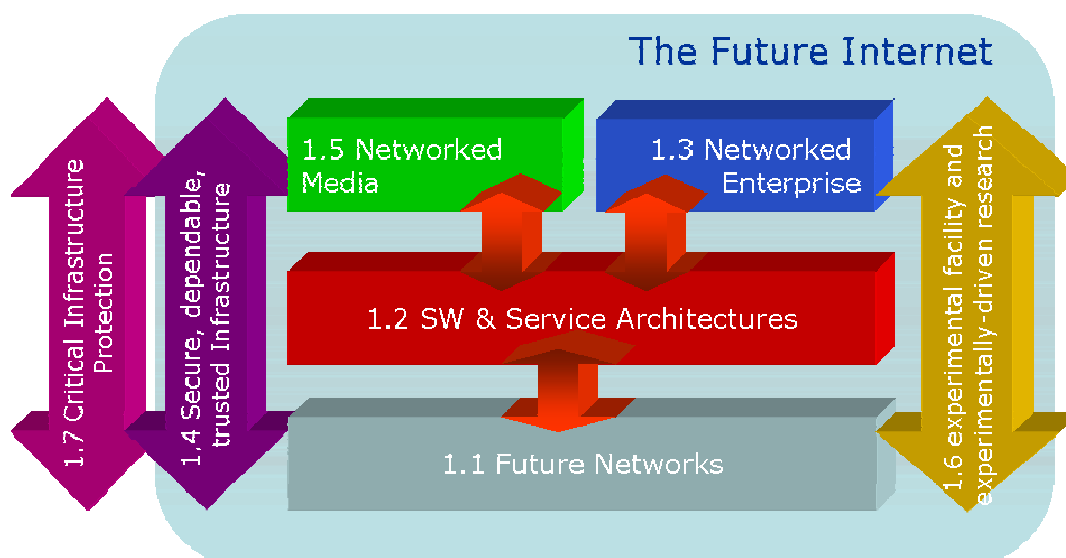 The Future Internet
1.7 Critical Infrastructure
Protection
1.4 Secure, dependable,
trusted Infrastructure
1.5 Networked
Media
1.3 Networked
Enterprise
1.2 SW & Service Architectures
1.1 Future Networks
1.6 experimental facility and
experimentally-driven research